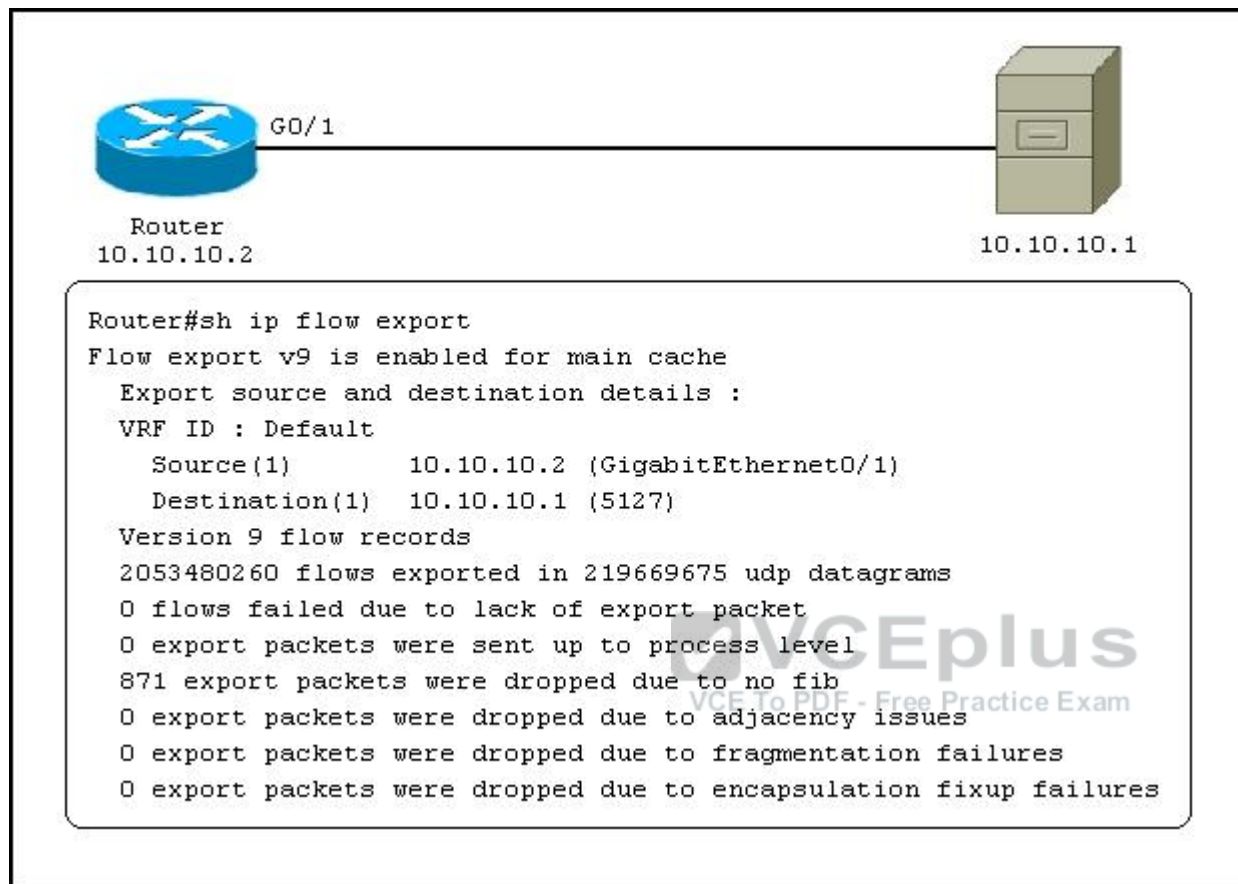 G0/1
Router
10.10.10.2
10.10.10.1
Router#sh ip flow export
Flow export v9 is enabled for main cache
Export source and destination details :
VRF ID : Default
Source(1) 10.10.10.2 (GigabitEthernet0/1)
Destination(1) 10.10.10.1 (5127)
Version 9 flow records
2053480260 flows exported in 219669675 udp datagrams
0 flows failed due to lack of export packet
0 export packets were sent up to process level
871 export packets were dropped due to no fib
0 export packets were dropped due to adjacency issues
0 export packets were dropped due to fragmentation failures
0 export packets were dropped due to encapsulation fixup failures
VCEplus
VCE To PDF - Free Practice Exam